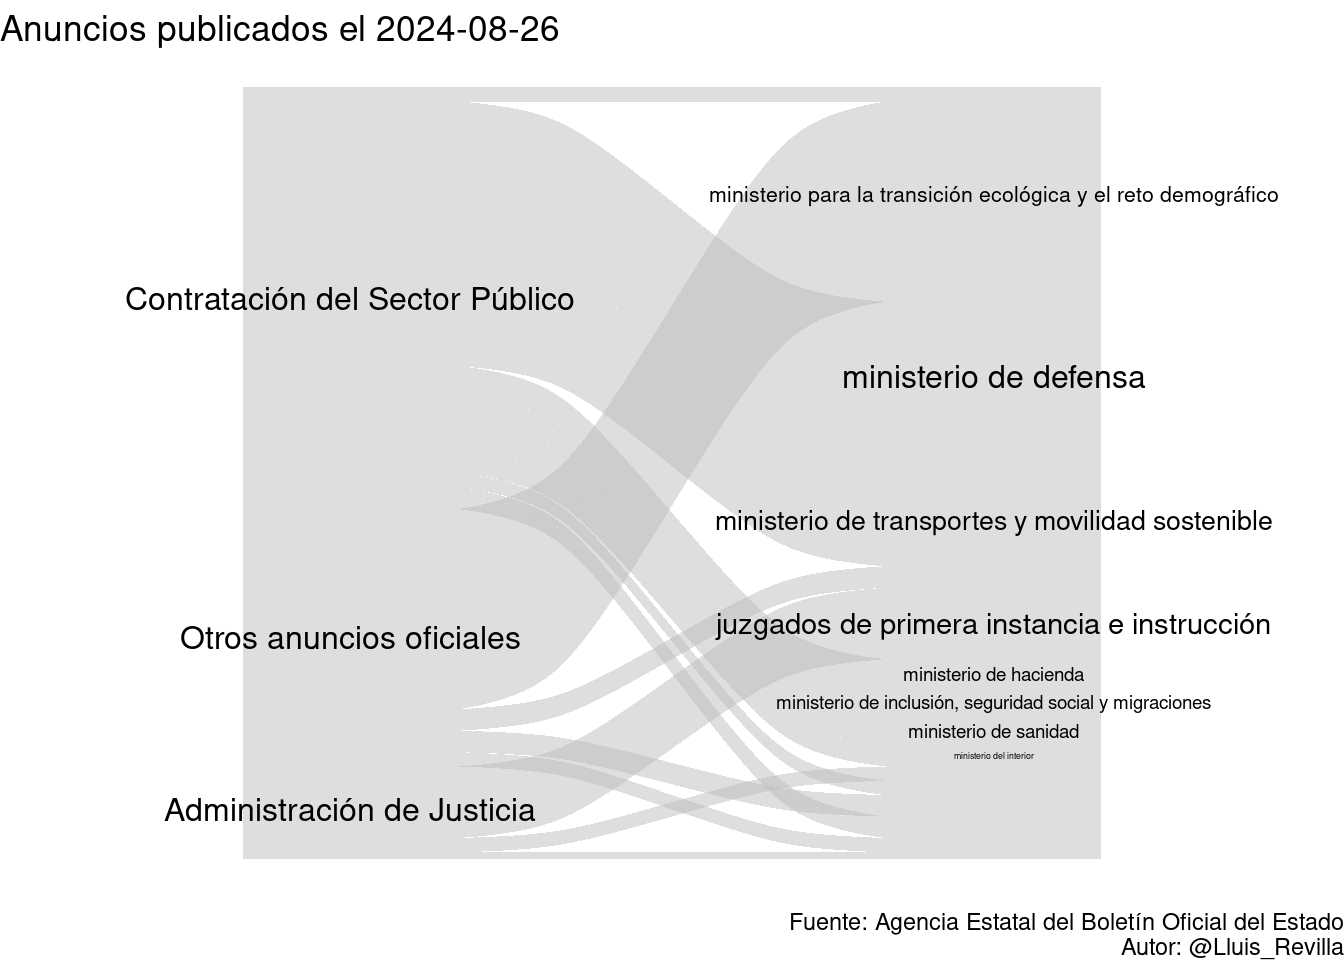 Anuncios publicados el 2024-08-26
ministerio para la transición ecológica y el reto demográfico
Contratación del Sector Público
ministerio de defensa
ministerio de transportes y movilidad sostenible
juzgados de primera instancia e instrucción
Otros anuncios oficiales
ministerio de hacienda
ministerio de inclusión, seguridad social y migraciones
ministerio de sanidad
ministerio del interior
Administración de Justicia
Fuente: Agencia Estatal del Boletín Oficial del Estado
Autor: @Lluis_Revilla